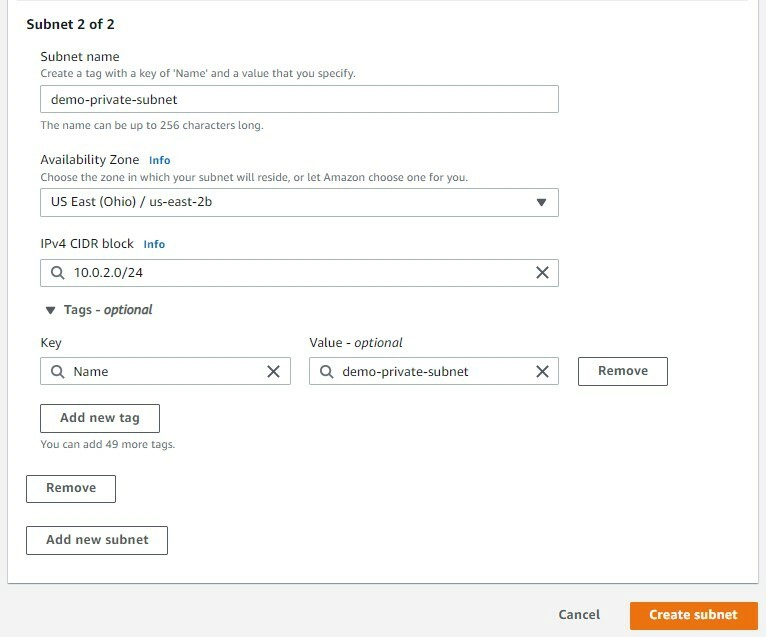 Subnet 2 of 2
Subnet name
Create a tag with a key of 'Name' and a value that you specify.
demo-private-subnet
The name can be up to 256 characters long.
Availability Zone Info
Choose the zone in which your subnet will reside, or let Amazon choose one for you.
US East (Ohio) / us-east-2b
IPv4 CIDR block Info
10.0.2.0/24
Tags - optional
Key Value - optional
Name demo-private-subnet Remove
Add new tag
You can add 49 more tags.
Remove
Add new subnet
Cancel Create subnet